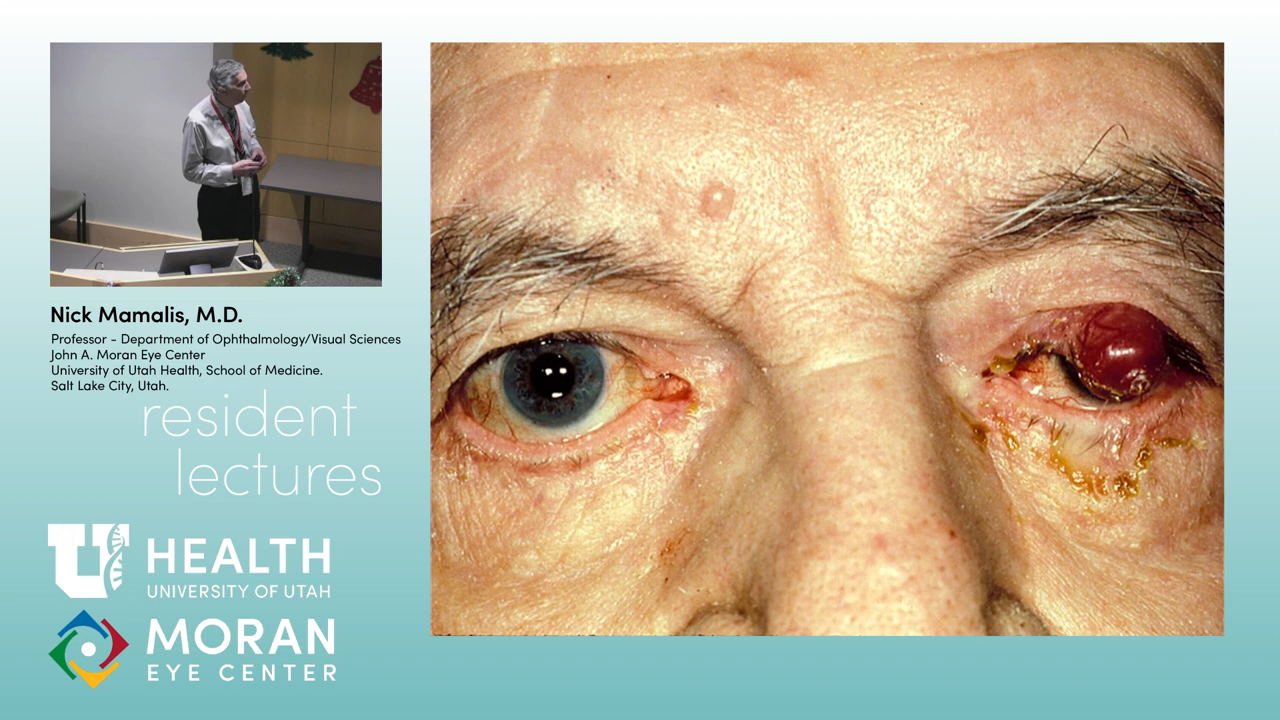 Nick Mamalis, M.D.
Professor - Department of Ophthalmology/Visual Sciences
John A. Moran Eye Center
University of Utah Health, School of Medicine.
Salt Lake City, Utah.
resident
lectures
U HEALTH
UNIVERSITY OF UTAH
MORAN
EYE CENTER